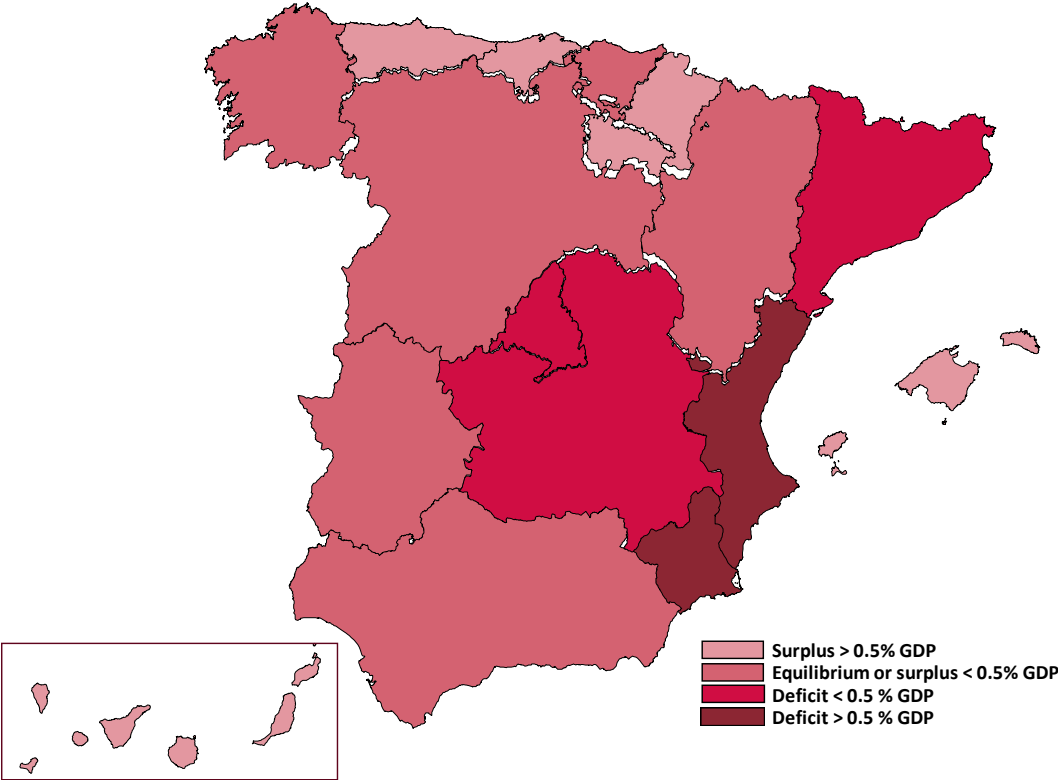 Surplus > 0.5% GDP
Equilibrium or surplus < 0.5% GDP
Deficit < 0.5 % GDP
Deficit > 0.5 % GDP